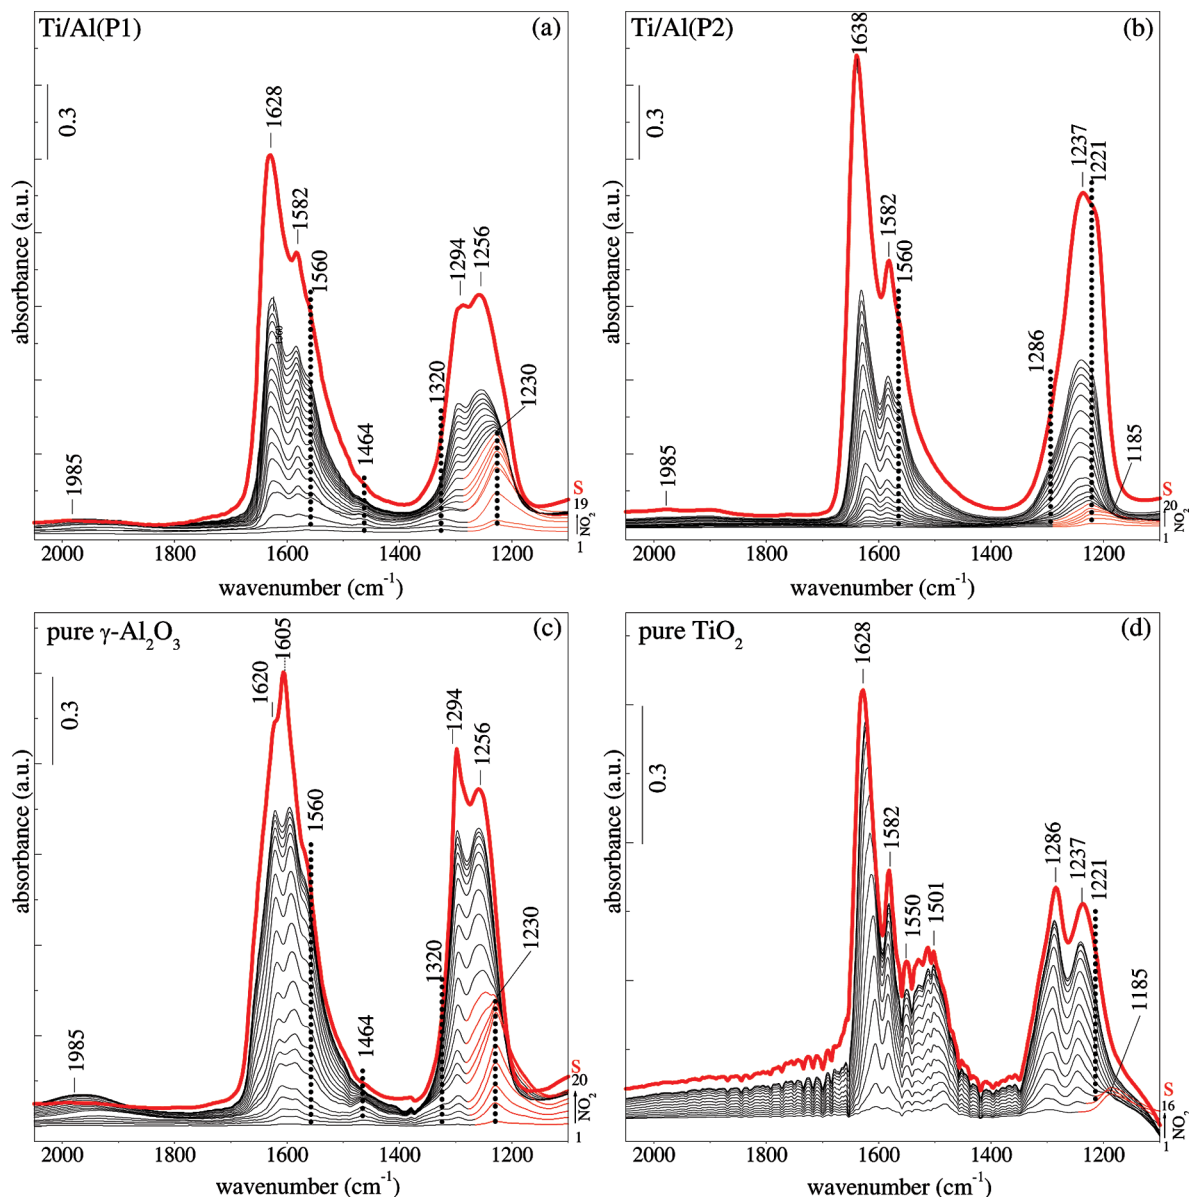 Ti/Al(P1)
(a)
0.3
1628
1582
1560
1560
1464
1320
1294
1256
1230
1985
S
19
NO2
1
absorbance (a.u.)
2000 1800 1600 1400 1200
wavenumber (cm-1)
Ti/Al(P2)
(b)
0.3
1638
1582
1560
1286
1237
1221
1185
1985
S
20
NO2
1
absorbance (a.u.)
2000 1800 1600 1400 1200
wavenumber (cm-1)
pure γ-Al2O3
(c)
0.3
1620
1605
1560
1464
1320
1294
1256
1230
1985
S
20
NO2
1
absorbance (a.u.)
2000 1800 1600 1400 1200
wavenumber (cm-1)
pure TiO2
(d)
0.3
1628
1582
1550
1501
1286
1237
1221
1185
S
16
NO2
1
absorbance (a.u.)
2000 1800 1600 1400 1200
wavenumber (cm-1)